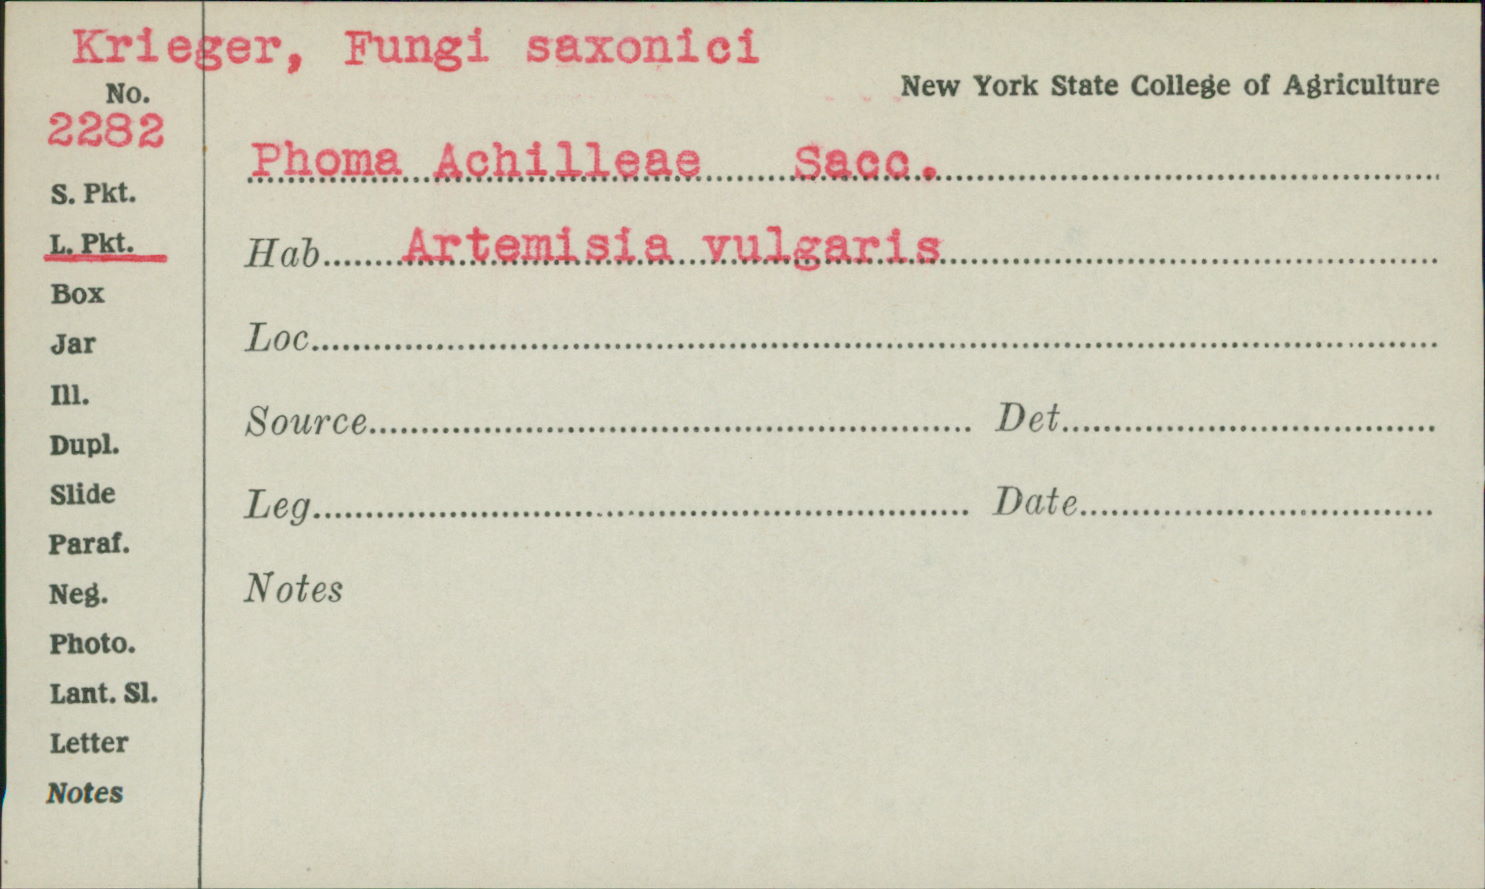 Krieger, Fungi saxonici
New York State College of Agriculture
No.
2282
Phoma Achilleae Sacc.
S. Pkt.
L. Pkt.
Hab. Artemisia vulgaris
Box
Jar
Loc.
Ill.
Source Det.
Dupl.
Slide
Leg. Date
Paraf.
Neg.
Notes
Photo.
Lant. Sl.
Letter
Notes